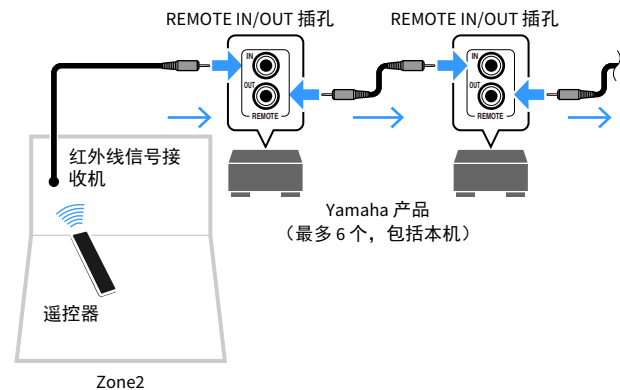 REMOTE IN/OUT 插孔
REMOTE IN/OUT 插孔
IN
OUT
REMOTE
IN
OUT
REMOTE
红外线信号接
收机
Yamaha 产品
（最多 6 个，包括本机）
遥控器
Zone2